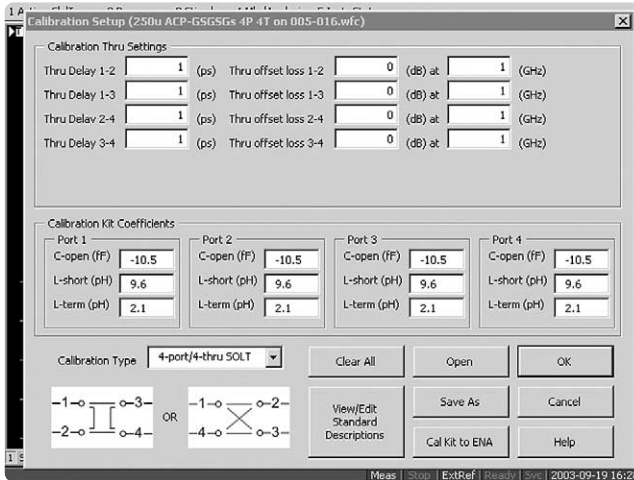 Calibration Setup (250u ACP-GSGSGs 4P 4T on 005-016.wfc)
Calibration Thru Settings
Thru Delay 1-2 1 (ps) Thru offset loss 1-2 0 (dB) at 1 (GHz)
Thru Delay 1-3 1 (ps) Thru offset loss 1-3 0 (dB) at 1 (GHz)
Thru Delay 2-4 1 (ps) Thru offset loss 2-4 0 (dB) at 1 (GHz)
Thru Delay 3-4 1 (ps) Thru offset loss 3-4 0 (dB) at 1 (GHz)
Calibration Kit Coefficients
Port 1 Port 2 Port 3 Port 4
C-open (fF) -10.5 C-open (fF) -10.5 C-open (fF) -10.5 C-open (fF) -10.5
L-short (pH) 9.6 L-short (pH) 9.6 L-short (pH) 9.6 L-short (pH) 9.6
L-term (pH) 2.1 L-term (pH) 2.1 L-term (pH) 2.1 L-term (pH) 2.1
Calibration Type 4-port/4-thru SOLT Clear All Open OK
-1- -3- OR -1- -2- View/Edit Standard Descriptions Save As Cancel
-2- -4- -4- -3- Cal Kit to ENA Help
Meas Stop ExtRef Ready Svc 2003-09-19 16:2